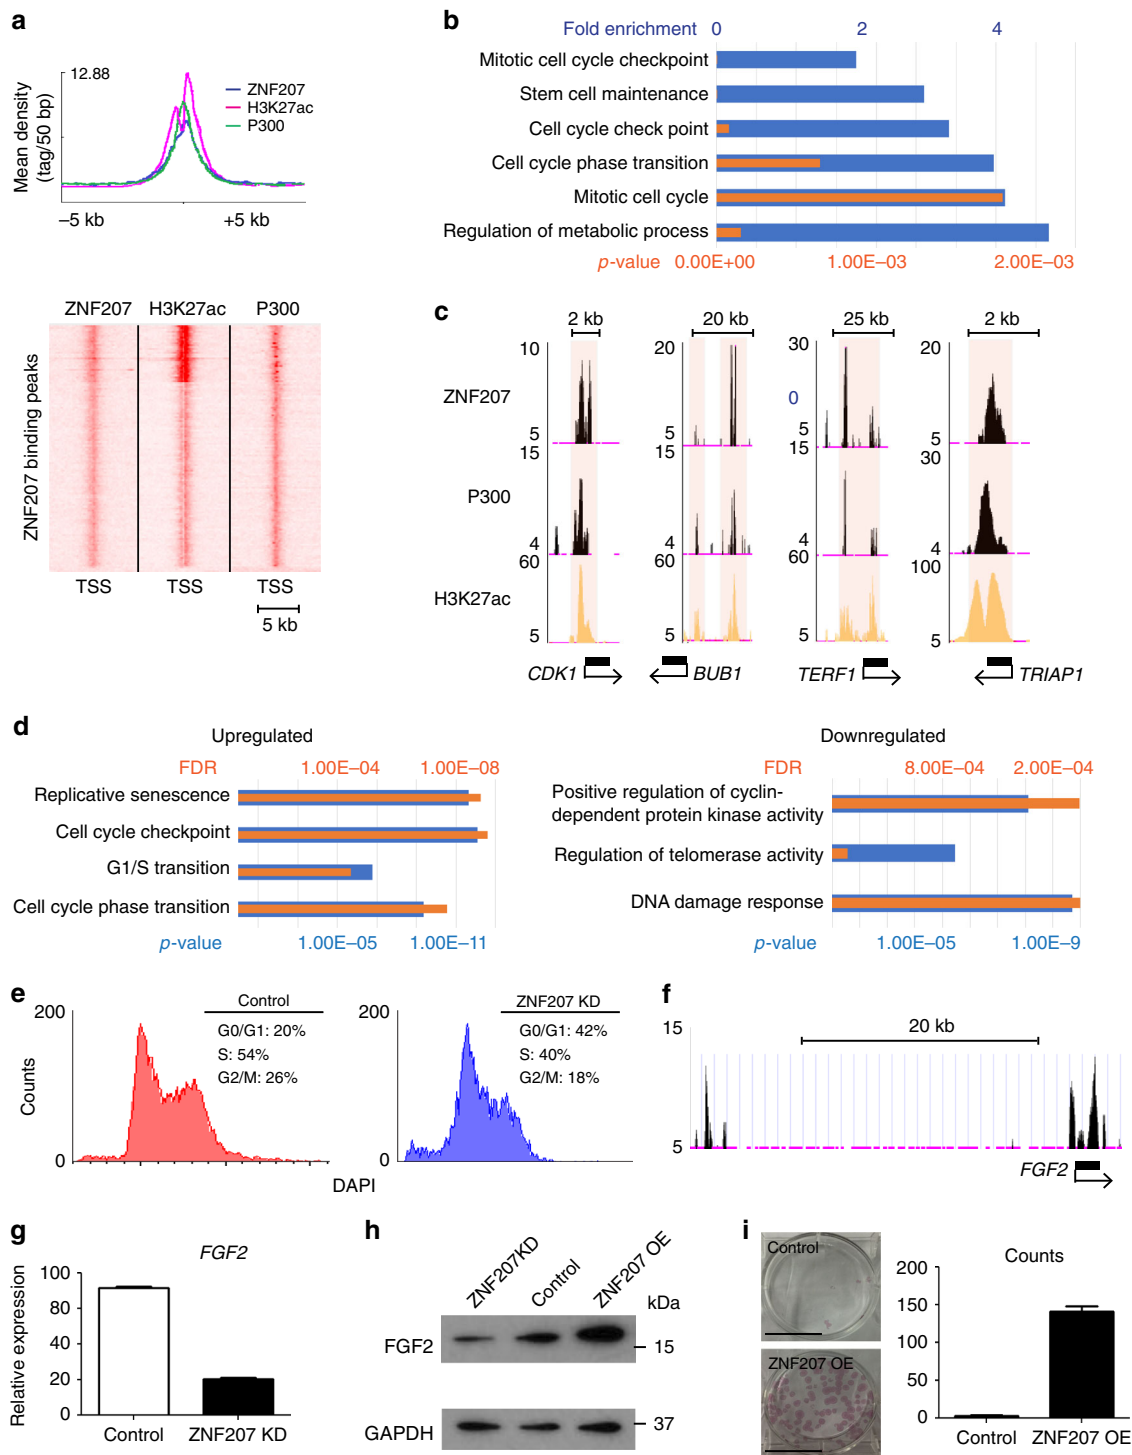 a
12.88
Mean density
(tag/50 bp)
ZNF207
H3K27ac
P300
–5 kb
+5 kb
ZNF207
H3K27ac
P300
ZNF207 binding peaks
TSS
TSS
TSS
5 kb
b
Fold enrichment 0 2 4
Mitotic cell cycle checkpoint
Stem cell maintenance
Cell cycle check point
Cell cycle phase transition
Mitotic cell cycle
Regulation of metabolic process
p-value 0.00E+00 1.00E–03 2.00E–03
c
2 kb 20 kb 25 kb 2 kb
ZNF207
10 20 30 20
0
5 5 5 5
P300
15 15 15 30
4 4 4 4
H3K27ac
60 60 60 100
5 5 5 5
CDK1 BUB1 TERF1 TRIAP1
d
Upregulated
FDR 1.00E–04 1.00E–08
Replicative senescence
Cell cycle checkpoint
G1/S transition
Cell cycle phase transition
p-value 1.00E–05 1.00E–11
Downregulated
FDR 8.00E–04 2.00E–04
Positive regulation of cyclin-
dependent protein kinase activity
Regulation of telomerase activity
DNA damage response
p-value 1.00E–05 1.00E–9
e
Counts
200
0
Control
G0/G1: 20%
S: 54%
G2/M: 26%
200
0
ZNF207 KD
G0/G1: 42%
S: 40%
G2/M: 18%
DAPI
f
15
20 kb
5
FGF2
g
FGF2
Relative expression
100
80
40
20
0
Control ZNF207 KD
h
ZNF207KD
Control
ZNF207 OE
kDa
FGF2
15
GAPDH
37
i
Control
ZNF207 OE
Counts
200
150
100
50
0
Control ZNF207 OE